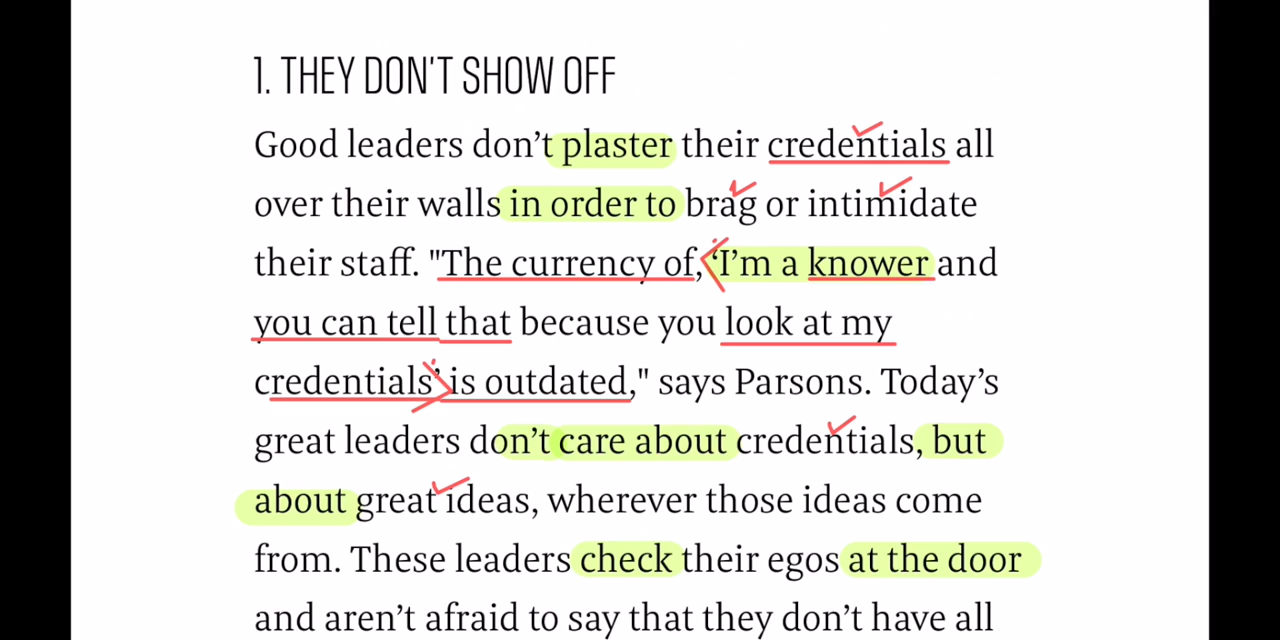 1. THEY DON'T SHOW OFF
Good leaders don’t plaster their credentials all
over their walls in order to brag or intimidate
their staff. "The currency of, ‘I’m a knower and
you can tell that because you look at my
credentials’ is outdated," says Parsons. Today’s
great leaders don’t care about credentials, but
about great ideas, wherever those ideas come
from. These leaders check their egos at the door
and aren’t afraid to say that they don’t have all